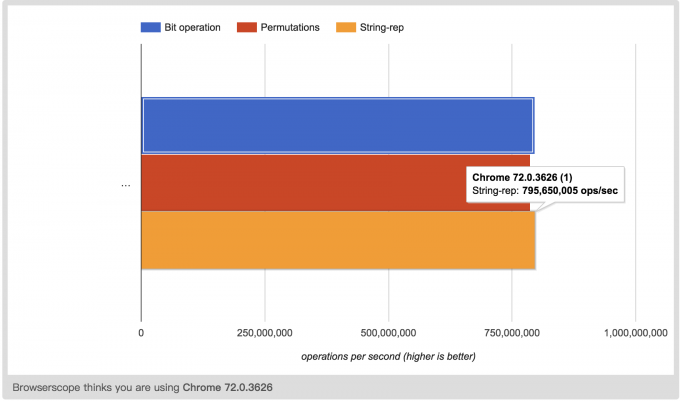 Bit operation Permutations String-rep
Chrome 72.0.3626 (1)
...
String-rep: 795,650,005 ops/sec
0 250,000,000 500,000,000 750,000,000 1,000,000,000
operations per second (higher is better)
Browserscope thinks you are using Chrome 72.0.3626